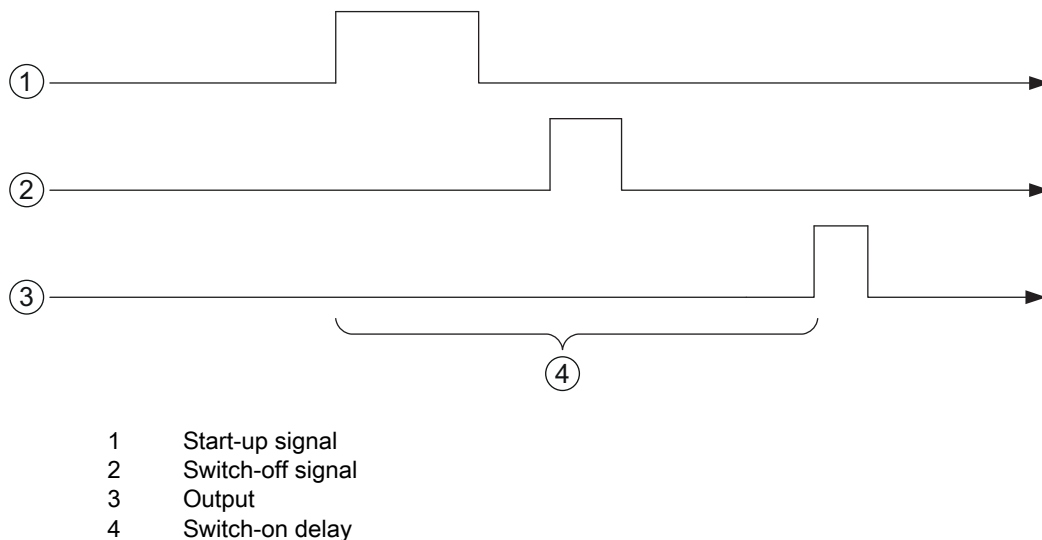 1
2
3
4
1 Start-up signal
2 Switch-off signal
3 Output
4 Switch-on delay